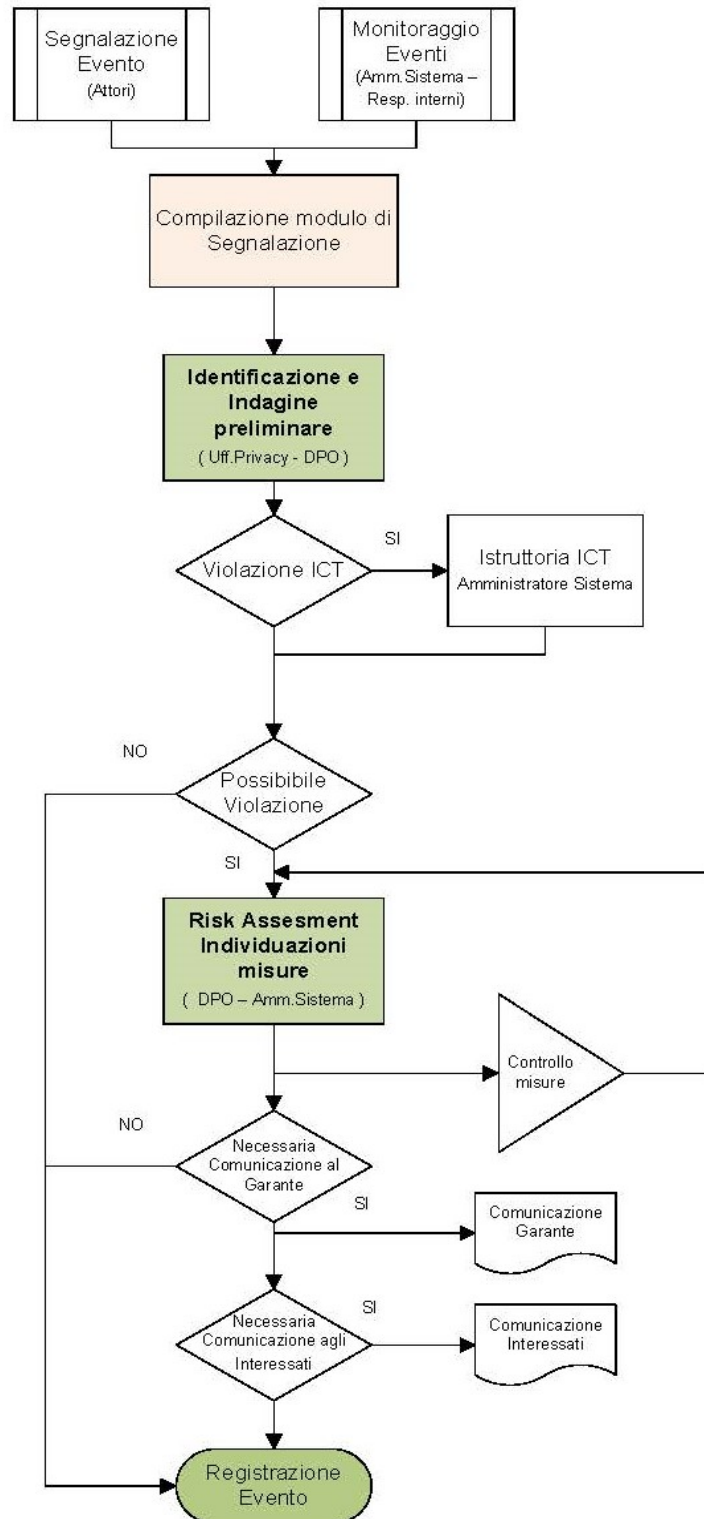 Segnalazione
Evento
(Attori)
Monitoraggio
Eventi
(Amm.Sistema –
Resp. interni)
Compilazione modulo di
Segnalazione
Identificazione e
Indagine
preliminare
( Uff.Privacy - DPO )
Violazione ICT
SI
Istruttoria ICT
Amministratore Sistema
NO
Possibibile
Violazione
SI
Risk Assesment
Individuazioni
misure
( DPO – Amm.Sistema )
Controllo
misure
NO
Necessaria
Comunicazione al
Garante
SI
Comunicazione
Garante
Necessaria
Comunicazione agli
Interessati
SI
Comunicazione
Interessati
Registrazione
Evento